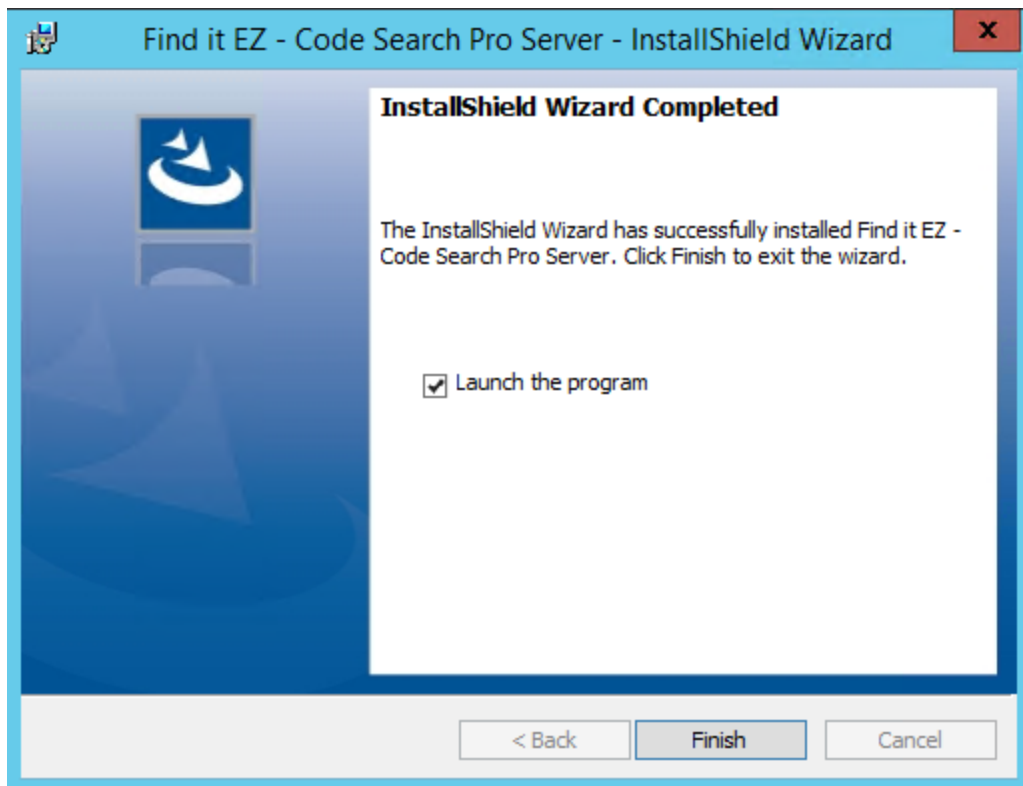 Find it EZ - Code Search Pro Server - InstallShield Wizard
x
InstallShield Wizard Completed
The InstallShield Wizard has successfully installed Find it EZ -
Code Search Pro Server. Click Finish to exit the wizard.
Launch the program
< Back
Finish
Cancel